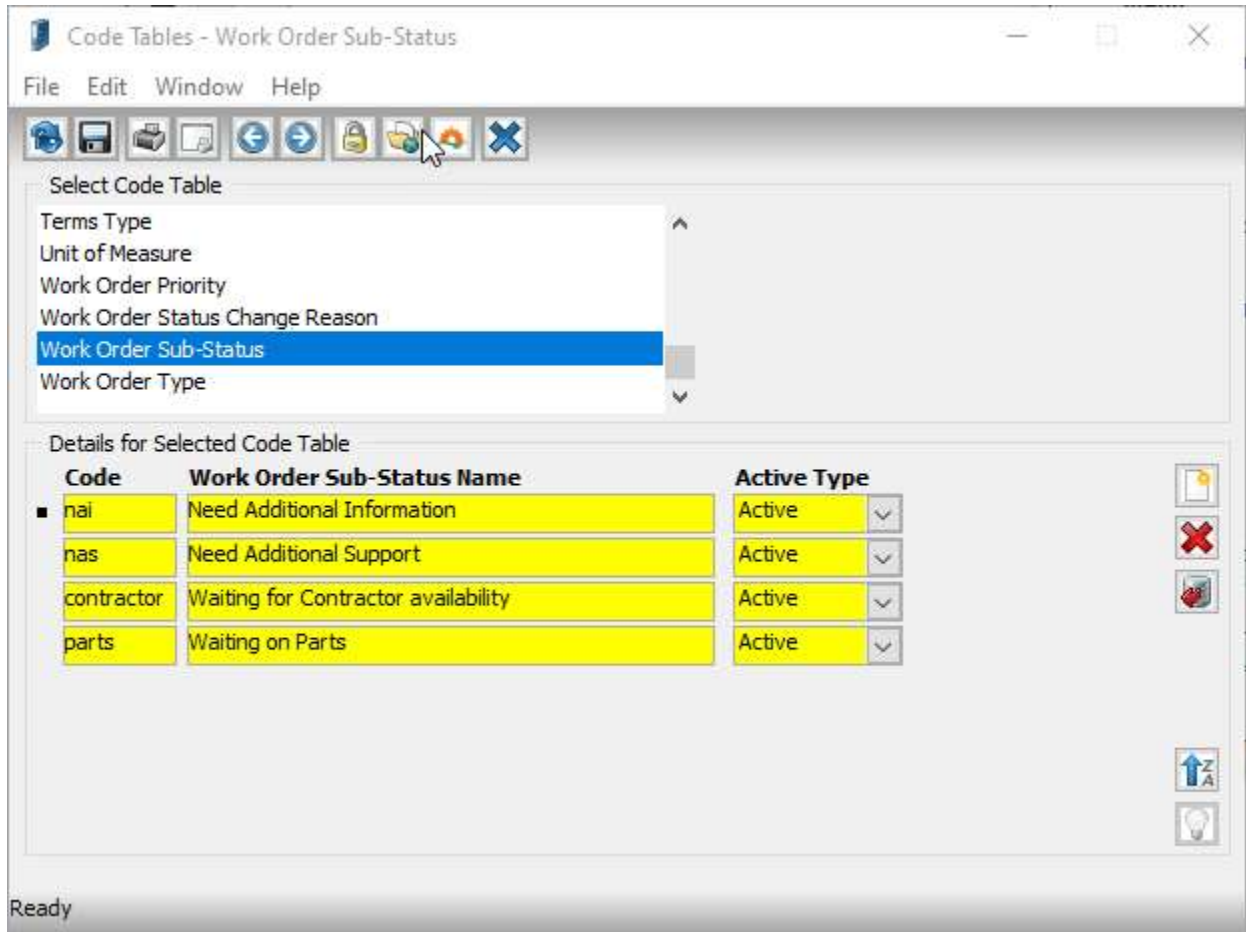 Code Tables - Work Order Sub-Status
File Edit Window Help
Select Code Table
Terms Type
Unit of Measure
Work Order Priority
Work Order Status Change Reason
Work Order Sub-Status
Work Order Type
Details for Selected Code Table
Code Work Order Sub-Status Name Active Type
nai Need Additional Information Active
nas Need Additional Support Active
contractor Waiting for Contractor availability Active
parts Waiting on Parts Active
Z
A
Ready